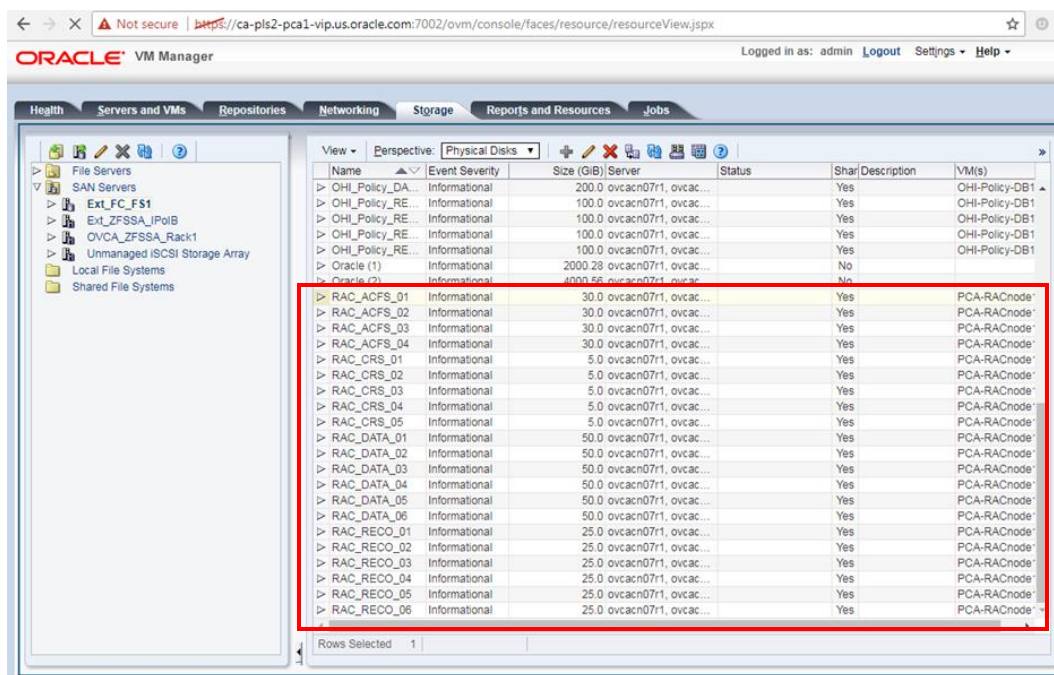 Not secure | https://ca-pls2-pca1-vip.us.oracle.com:7002/ovm/console/faces/resource/resourceView.jspx
ORACLE VM Manager
Logged in as: admin Logout Settings Help
Health Servers and VMs Repositories Networking Storage Reports and Resources Jobs
File Servers
SAN Servers
Ext_FC_FS1
Ext_ZFSSA_IPoIB
OVCA_ZFSSA_Rack1
Unmanaged iSCSI Storage Array
Local File Systems
Shared File Systems
View Perspective: Physical Disks
Name Event Severity Size (GiB) Server Status Shar Description VM(s)
OHI_Policy_DA... Informational 200.0 ovcacn07r1, ovcac... Yes OHI-Policy-DB1
OHI_Policy_RE... Informational 100.0 ovcacn07r1, ovcac... Yes OHI-Policy-DB1
OHI_Policy_RE... Informational 100.0 ovcacn07r1, ovcac... Yes OHI-Policy-DB1
OHI_Policy_RE... Informational 100.0 ovcacn07r1, ovcac... Yes OHI-Policy-DB1
OHI_Policy_RE... Informational 100.0 ovcacn07r1, ovcac... Yes OHI-Policy-DB1
Oracle (1) Informational 2000.28 ovcacn07r1, ovcac... No
Oracle (2) Informational 4000.56 ovcacn07r1, ovcac... No
RAC_ACFS_01 Informational 30.0 ovcacn07r1, ovcac... Yes PCA-RACnode
RAC_ACFS_02 Informational 30.0 ovcacn07r1, ovcac... Yes PCA-RACnode
RAC_ACFS_03 Informational 30.0 ovcacn07r1, ovcac... Yes PCA-RACnode
RAC_ACFS_04 Informational 30.0 ovcacn07r1, ovcac... Yes PCA-RACnode
RAC_CRS_01 Informational 5.0 ovcacn07r1, ovcac... Yes PCA-RACnode
RAC_CRS_02 Informational 5.0 ovcacn07r1, ovcac... Yes PCA-RACnode
RAC_CRS_03 Informational 5.0 ovcacn07r1, ovcac... Yes PCA-RACnode
RAC_CRS_04 Informational 5.0 ovcacn07r1, ovcac... Yes PCA-RACnode
RAC_CRS_05 Informational 5.0 ovcacn07r1, ovcac... Yes PCA-RACnode
RAC_DATA_01 Informational 50.0 ovcacn07r1, ovcac... Yes PCA-RACnode
RAC_DATA_02 Informational 50.0 ovcacn07r1, ovcac... Yes PCA-RACnode
RAC_DATA_03 Informational 50.0 ovcacn07r1, ovcac... Yes PCA-RACnode
RAC_DATA_04 Informational 50.0 ovcacn07r1, ovcac... Yes PCA-RACnode
RAC_DATA_05 Informational 50.0 ovcacn07r1, ovcac... Yes PCA-RACnode
RAC_DATA_06 Informational 50.0 ovcacn07r1, ovcac... Yes PCA-RACnode
RAC_RECO_01 Informational 25.0 ovcacn07r1, ovcac... Yes PCA-RACnode
RAC_RECO_02 Informational 25.0 ovcacn07r1, ovcac... Yes PCA-RACnode
RAC_RECO_03 Informational 25.0 ovcacn07r1, ovcac... Yes PCA-RACnode
RAC_RECO_04 Informational 25.0 ovcacn07r1, ovcac... Yes PCA-RACnode
RAC_RECO_05 Informational 25.0 ovcacn07r1, ovcac... Yes PCA-RACnode
RAC_RECO_06 Informational 25.0 ovcacn07r1, ovcac... Yes PCA-RACnode
Rows Selected 1